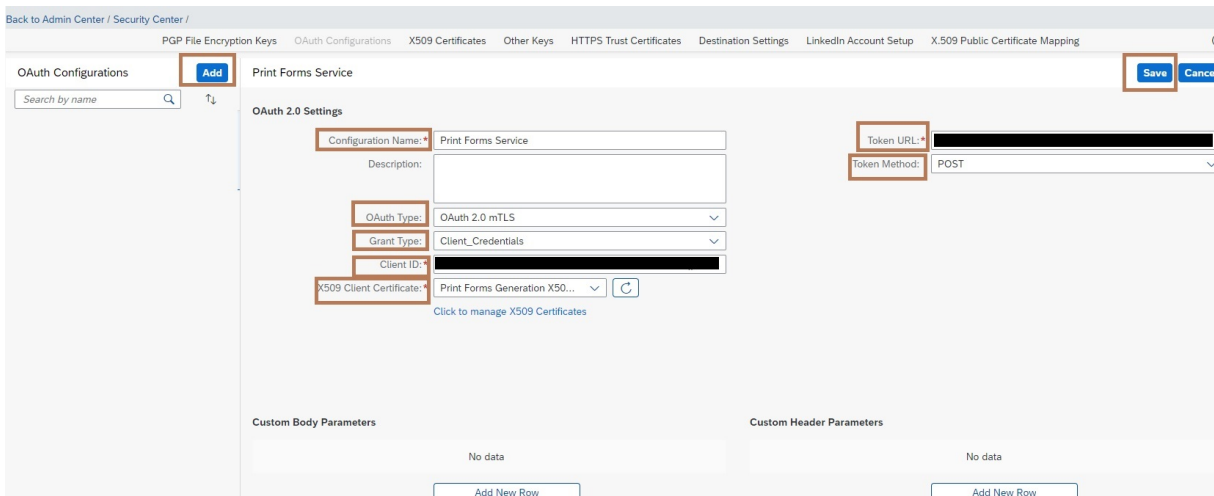 Back to Admin Center / Security Center /
PGP File Encryption Keys OAuth Configurations X509 Certificates Other Keys HTTPS Trust Certificates Destination Settings LinkedIn Account Setup X.509 Public Certificate Mapping
OAuth Configurations Add Print Forms Service Save Cance
Search by name
OAuth 2.0 Settings
Configuration Name:* Print Forms Service Token URL:*
Description: Token Method: POST
OAuth Type: OAuth 2.0 mTLS
Grant Type: Client_Credentials
Client ID:*
X509 Client Certificate:* Print Forms Generation X50...
Click to manage X509 Certificates
Custom Body Parameters Custom Header Parameters
No data No data
Add New Row Add New Row